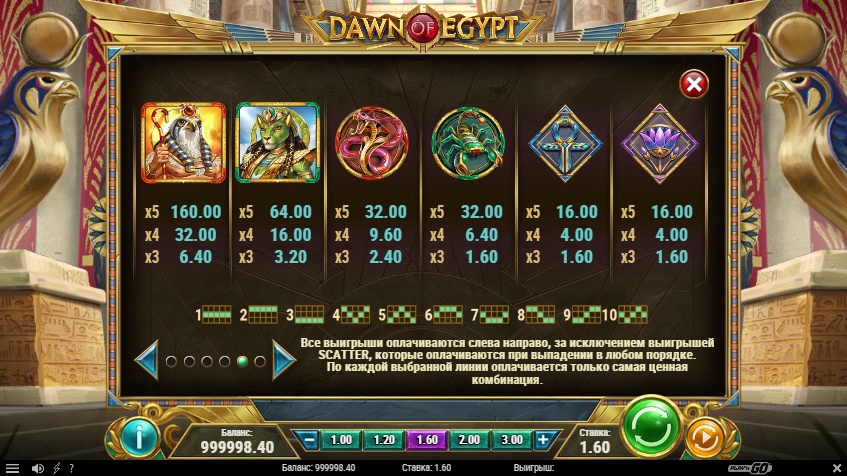 DAWN OF EGYPT
x5 160.00 x5 64.00 x5 32.00 x5 32.00 x5 16.00 x5 16.00
x4 32.00 x4 16.00 x4 9.60 x4 6.40 x4 4.00 x4 4.00
x3 6.40 x3 3.20 x3 2.40 x3 1.60 x3 1.60 x3 1.60
1 2 3 4 5 6 7 8 9 10
Все выигрыши оплачиваются слева направо, за исключением выигрышей
SCATTER, которые оплачиваются при выпадении в любом порядке.
По каждой выбранной линии оплачивается только самая ценная
комбинация.
Баланс:
999998.40
1.00 1.20 1.60 2.00 3.00
Ставка:
1.60
? Баланс: 999998.40 Ставка: 1.60 Выигрыш: PLAY'N GO